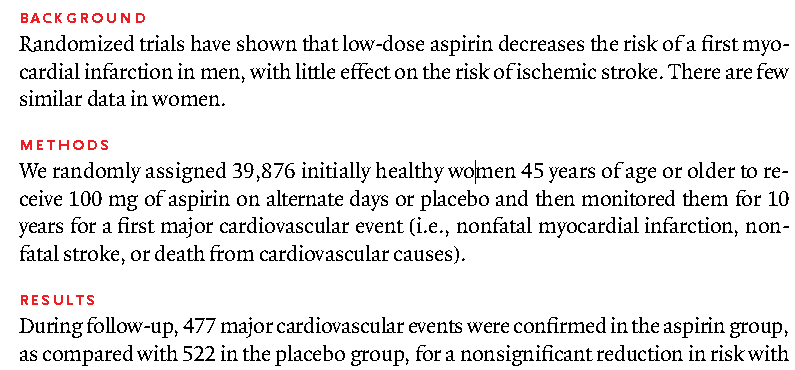 BACKGROUND
Randomized trials have shown that low-dose aspirin decreases the risk of a first myo-
cardial infarction in men, with little effect on the risk of ischemic stroke. There are few
similar data in women.
METHODS
We randomly assigned 39,876 initially healthy women 45 years of age or older to re-
ceive 100 mg of aspirin on alternate days or placebo and then monitored them for 10
years for a first major cardiovascular event (i.e., nonfatal myocardial infarction, non-
fatal stroke, or death from cardiovascular causes).
RESULTS
During follow-up, 477 major cardiovascular events were confirmed in the aspirin group,
as compared with 522 in the placebo group, for a nonsignificant reduction in risk with